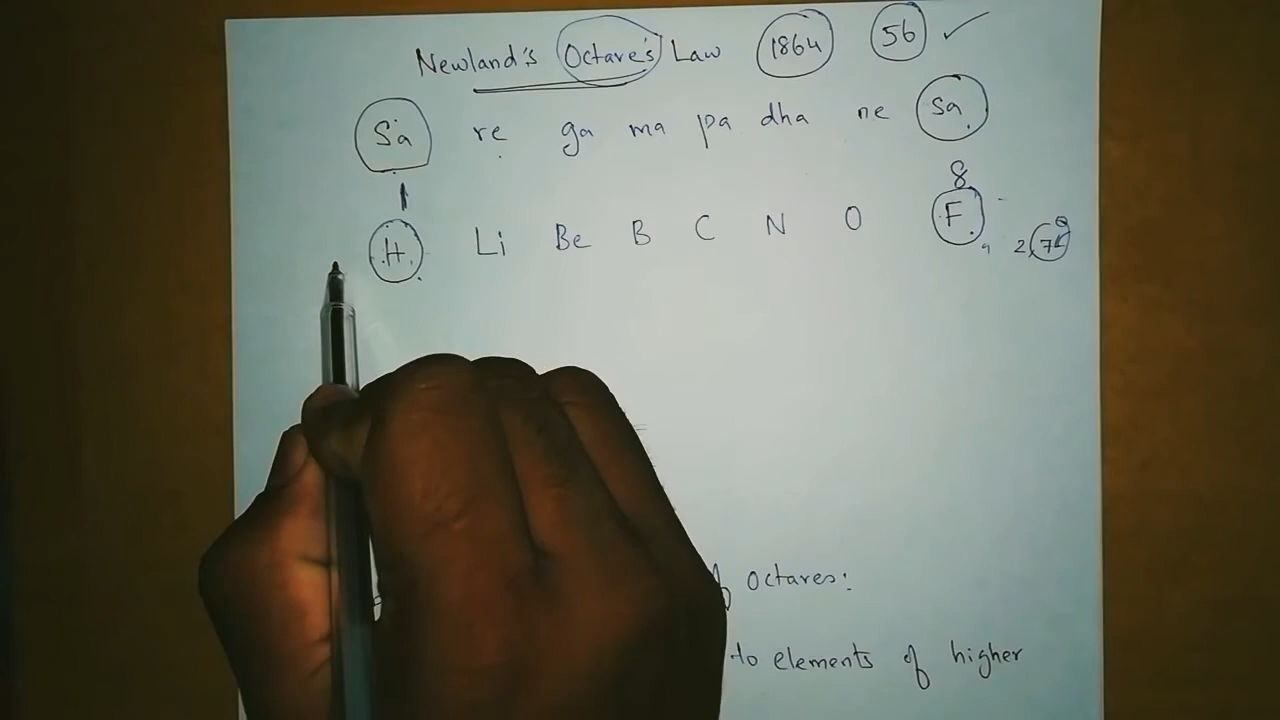 Newland's Octave's Law 1864 56 ✓
Sa re ga ma pa dha ne Sa
8
H Li Be B C N O F
octaves:
to elements of higher